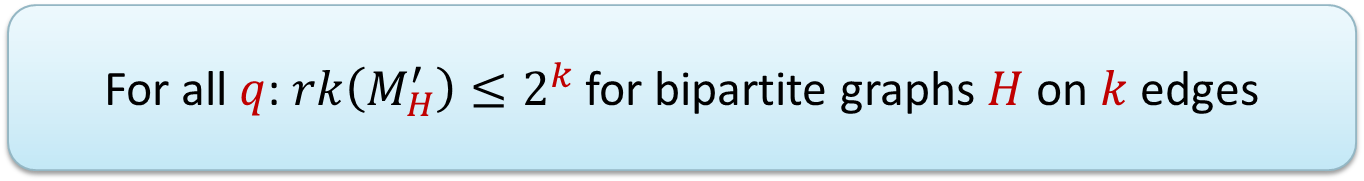 For all q: rk(M′_H) ≤ 2^k for bipartite graphs H on k edges